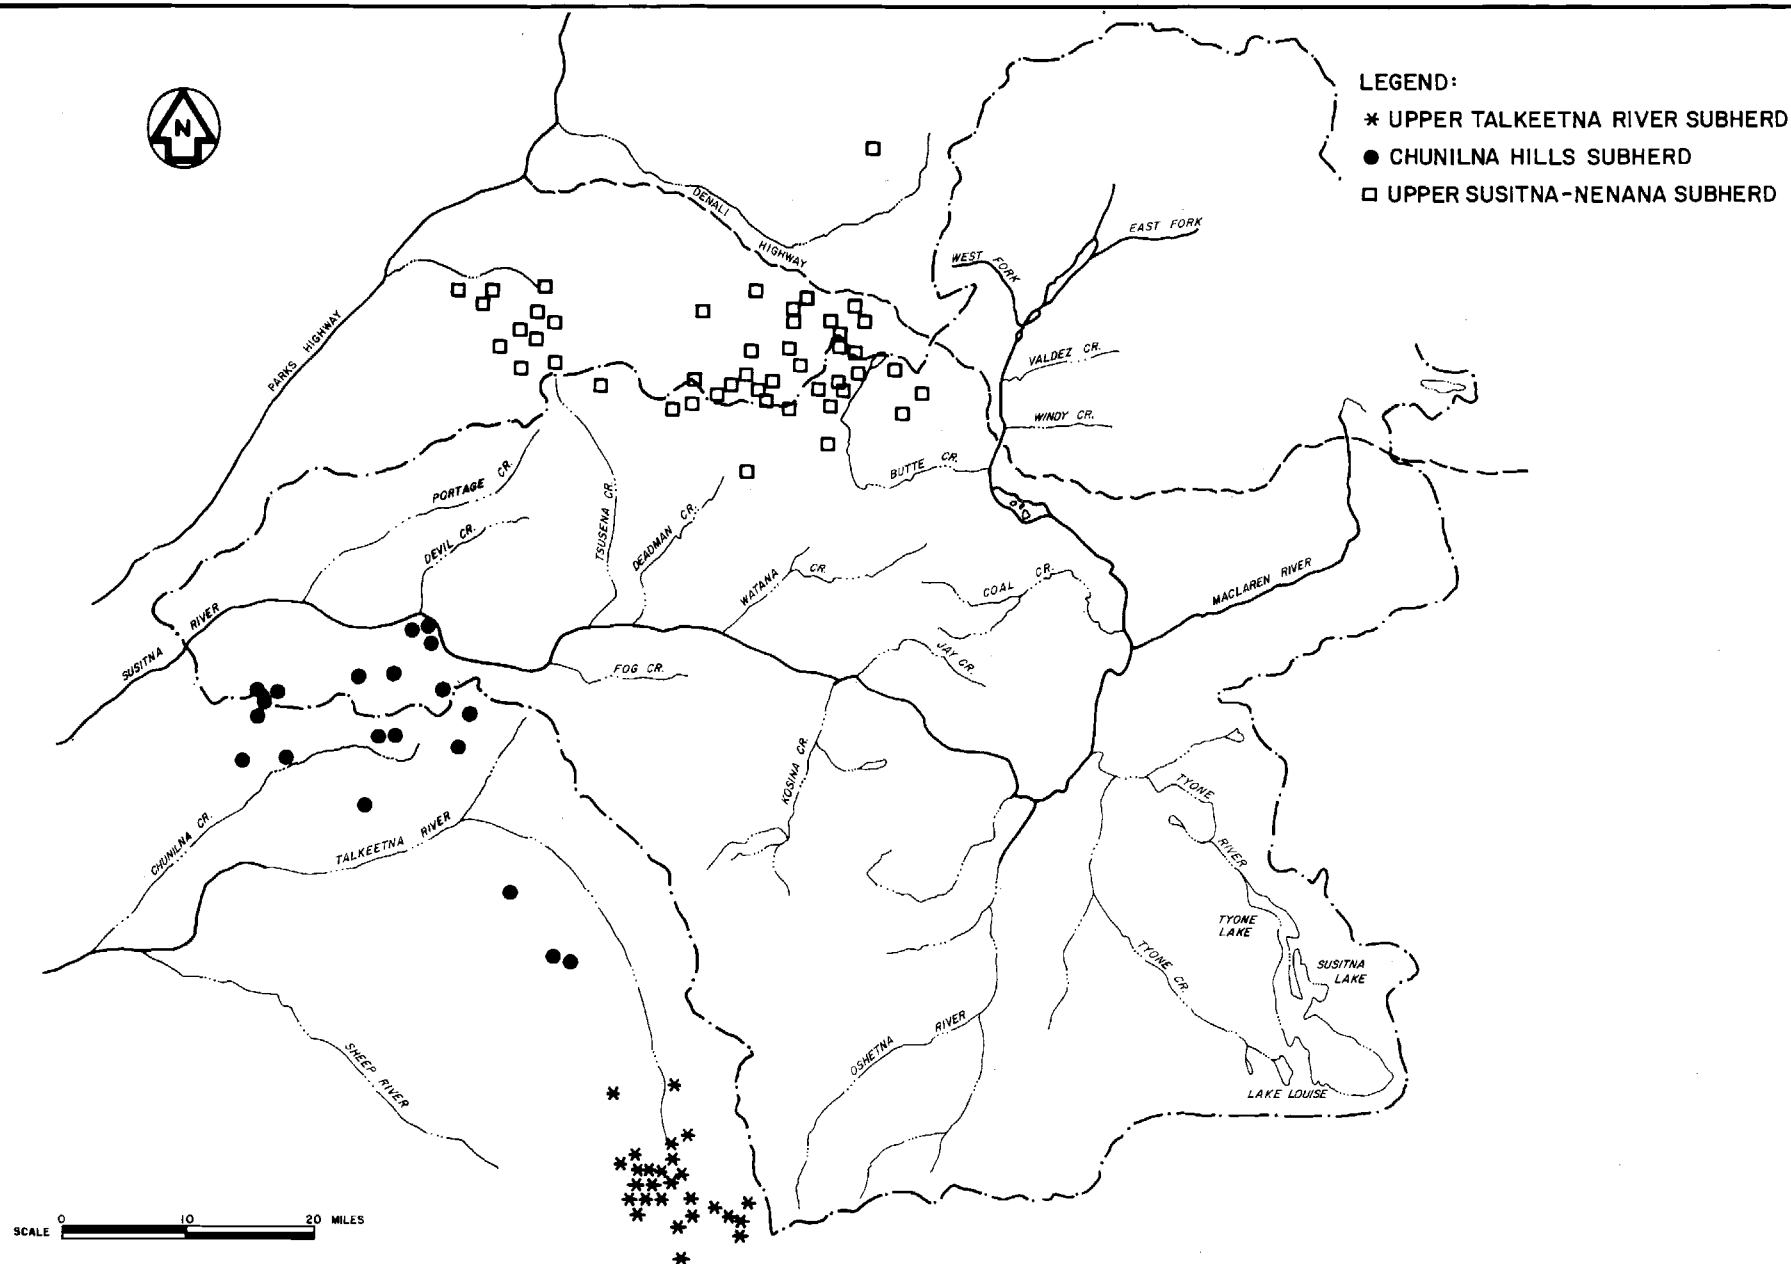 LEGEND:
* UPPER TALKEETNA RIVER SUBHERD
● CHUNILNA HILLS SUBHERD
□ UPPER SUSITNA-NENANA SUBHERD
N
DENALI
HIGHWAY
EAST FORK
WEST FORK
PARKS HIGHWAY
VALDEZ CR.
WINDY CR.
BUTTE CR.
PORTAGE CR.
DEVIL CR.
TSUSENA CR.
DEADMAN CR.
WATANA CR.
COAL CR.
MACLAREN RIVER
SUSITNA RIVER
FOG CR.
JAY CR.
KOSINA CR.
TYONE RIVER
CHUNILNA CR.
TALKEETNA RIVER
TYONE
LAKE
SUSITNA
LAKE
TYONE CR.
OSHETNA RIVER
SHEEP RIVER
LAKE LOUISE
SCALE 0 10 20 MILES